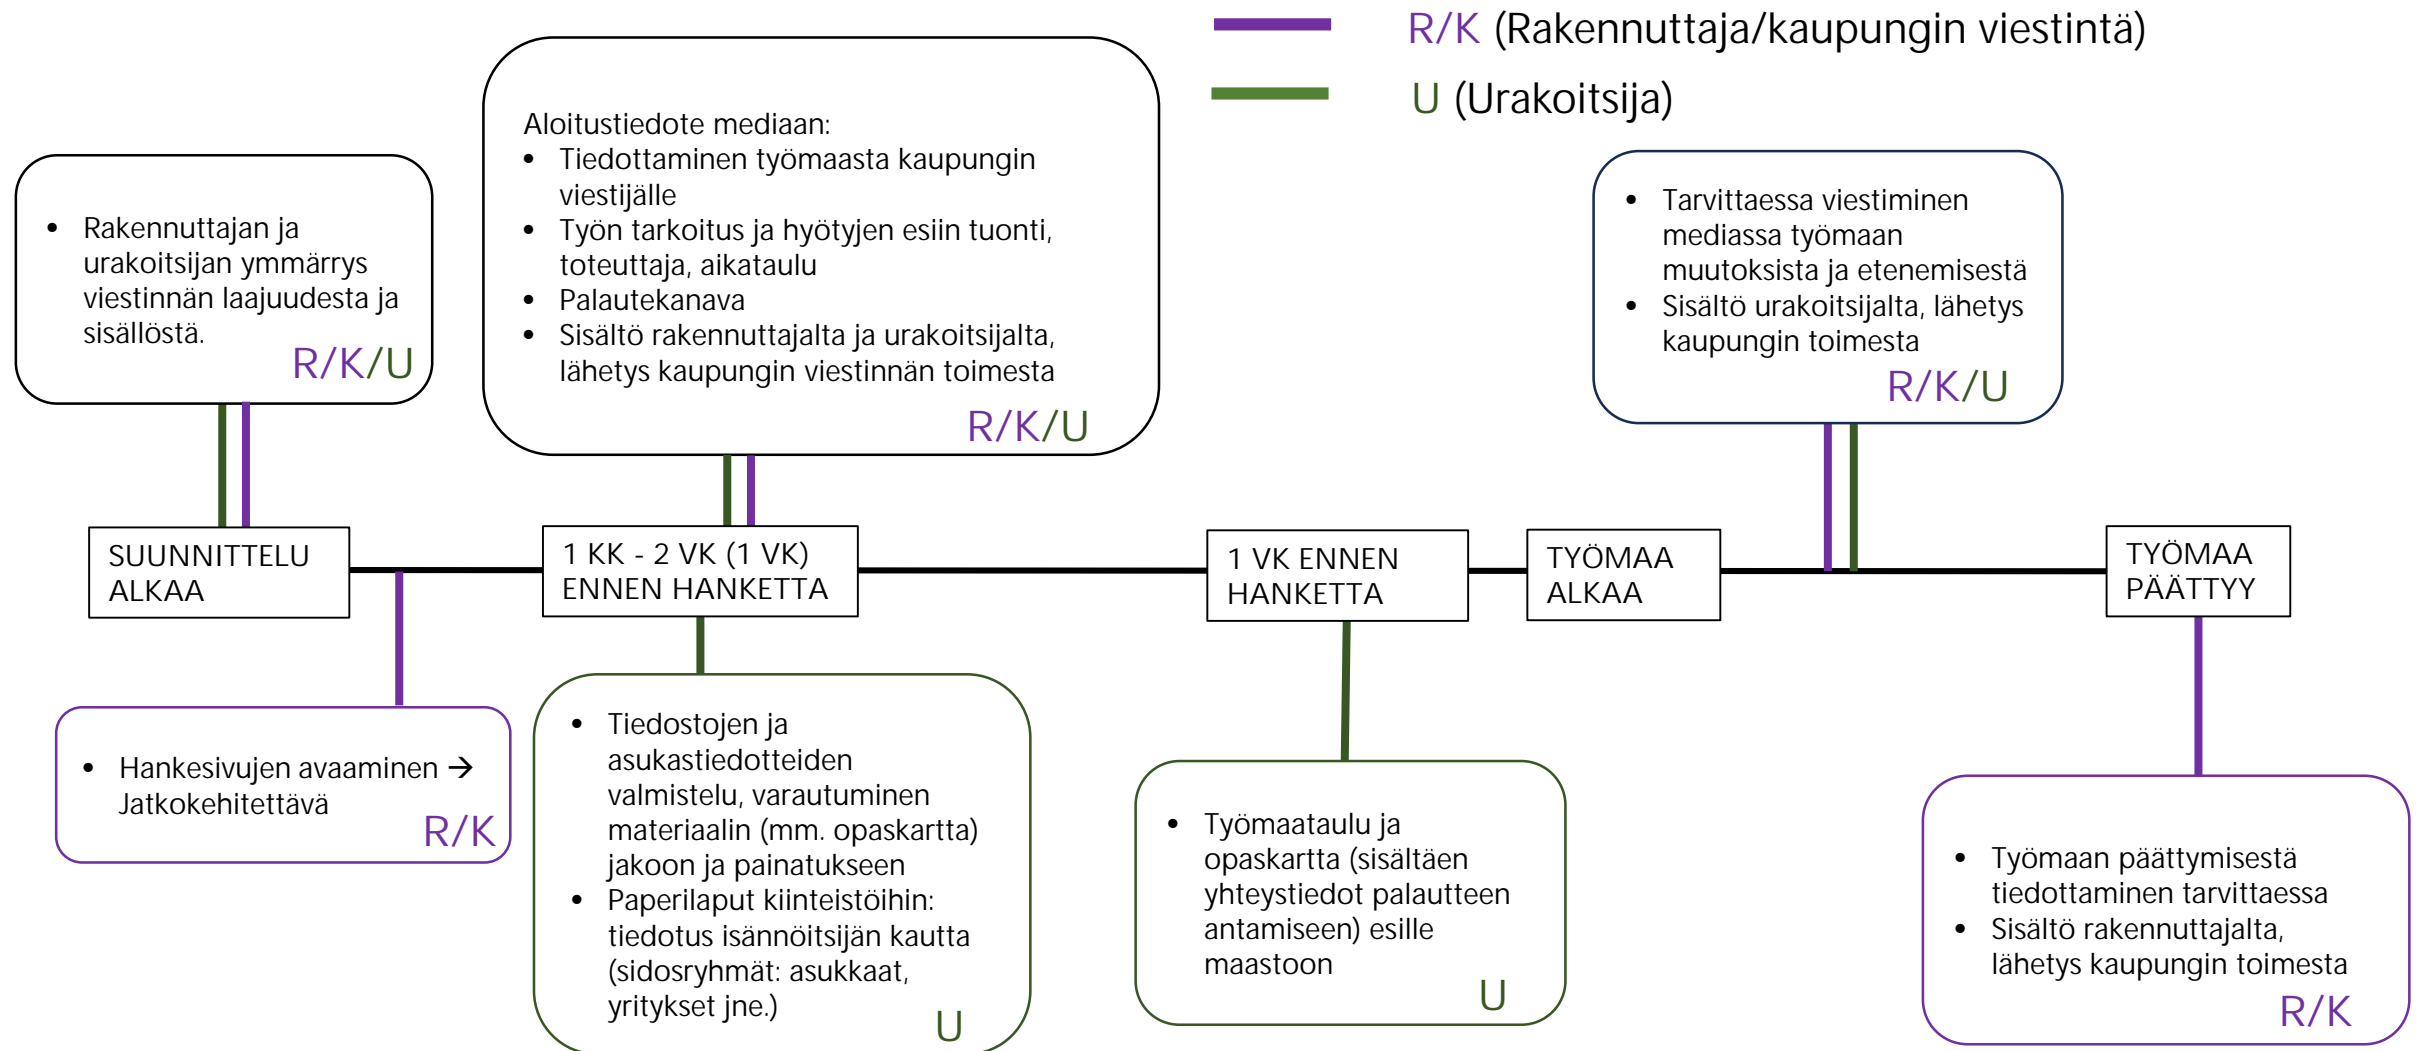 R/K (Rakennuttaja/kaupungin viestintä)
U (Urakoitsija)
• Rakennuttajan ja
urakoitsijan ymmärrys
viestinnän laajuudesta ja
sisällöstä.
R/K/U
Aloitustiedote mediaan:
• Tiedottaminen työmaasta kaupungin
viestijälle
• Työn tarkoitus ja hyötyjen esiin tuonti,
toteuttaja, aikataulu
• Palautekanava
• Sisältö rakennuttajalta ja urakoitsijalta,
lähetys kaupungin viestinnän toimesta
R/K/U
• Tarvittaessa viestiminen
mediassa työmaan
muutoksista ja etenemisestä
• Sisältö urakoitsijalta, lähetys
kaupungin toimesta
R/K/U
SUUNNITTELU
ALKAA
1 KK - 2 VK (1 VK)
ENNEN HANKETTA
1 VK ENNEN
HANKETTA
TYÖMAA
ALKAA
TYÖMAA
PÄÄTTYY
• Hankesivujen avaaminen →
Jatkokehitettävä
R/K
• Tiedostojen ja
asukastiedotteiden
valmistelu, varautuminen
materiaalin (mm. opaskartta)
jakoon ja painatukseen
• Paperilaput kiinteistöihin:
tiedotus isännöitsijän kautta
(sidosryhmät: asukkaat,
yritykset jne.)
U
• Työmaataulu ja
opaskartta (sisältäen
yhteystiedot palautteen
antamiseen) esille
maastoon
U
• Työmaan päättymisestä
tiedottaminen tarvittaessa
• Sisältö rakennuttajalta,
lähetys kaupungin toimesta
R/K